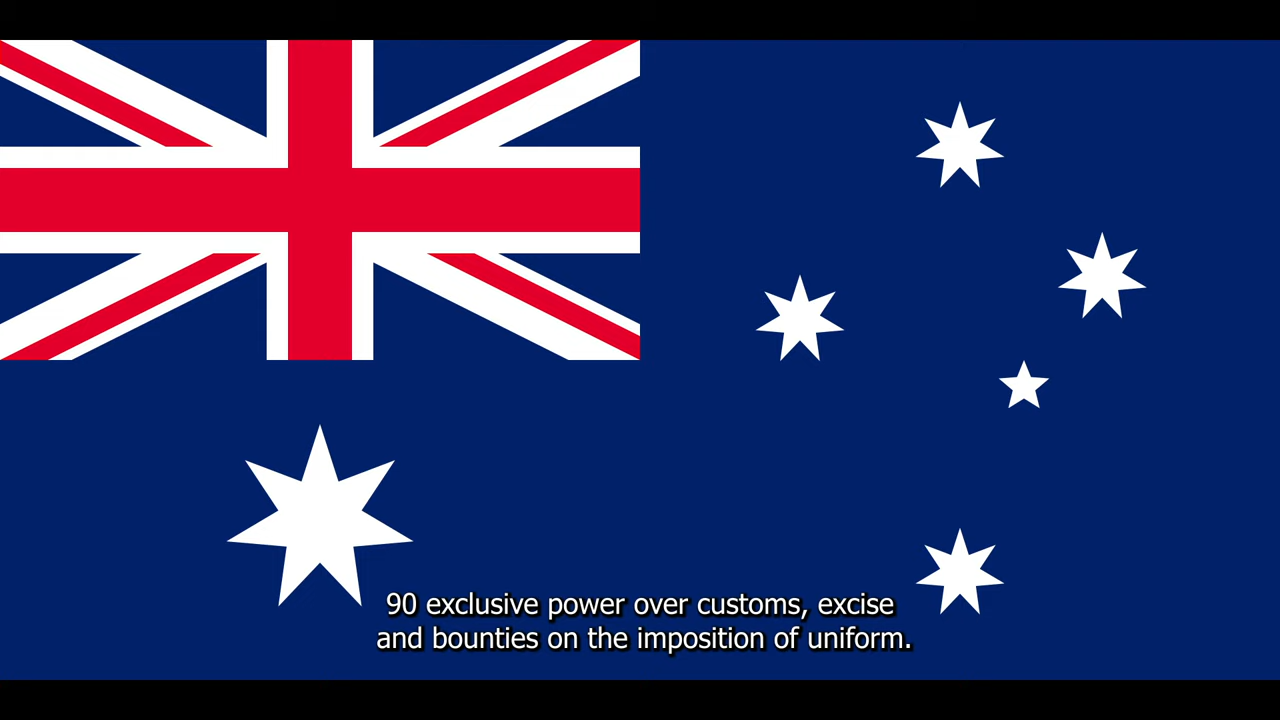 90 exclusive power over customs, excise
and bounties on the imposition of uniform.